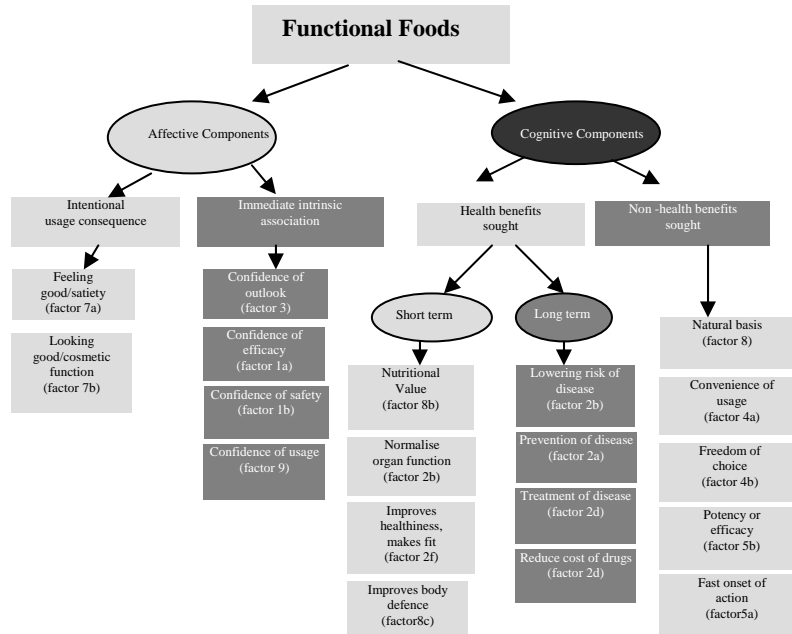 Functional Foods
Affective Components
Cognitive Components
Intentional
usage consequence
Immediate intrinsic
association
Health benefits
sought
Non -health benefits
sought
Feeling
good/satiety
(factor 7a)
Looking
good/cosmetic
function
(factor 7b)
Confidence of
outlook
(factor 3)
Confidence of
efficacy
(factor 1a)
Confidence of safety
(factor 1b)
Confidence of usage
(factor 9)
Short term
Long term
Nutritional
Value
(factor 8b)
Normalise
organ function
(factor 2b)
Improves
healthiness,
makes fit
(factor 2f)
Improves body
defence
(factor8c)
Lowering risk of
disease
(factor 2b)
Prevention of disease
(factor 2a)
Treatment of disease
(factor 2d)
Reduce cost of drugs
(factor 2d)
Natural basis
(factor 8)
Convenience of
usage
(factor 4a)
Freedom of
choice
(factor 4b)
Potency or
efficacy
(factor 5b)
Fast onset of
action
(factor5a)